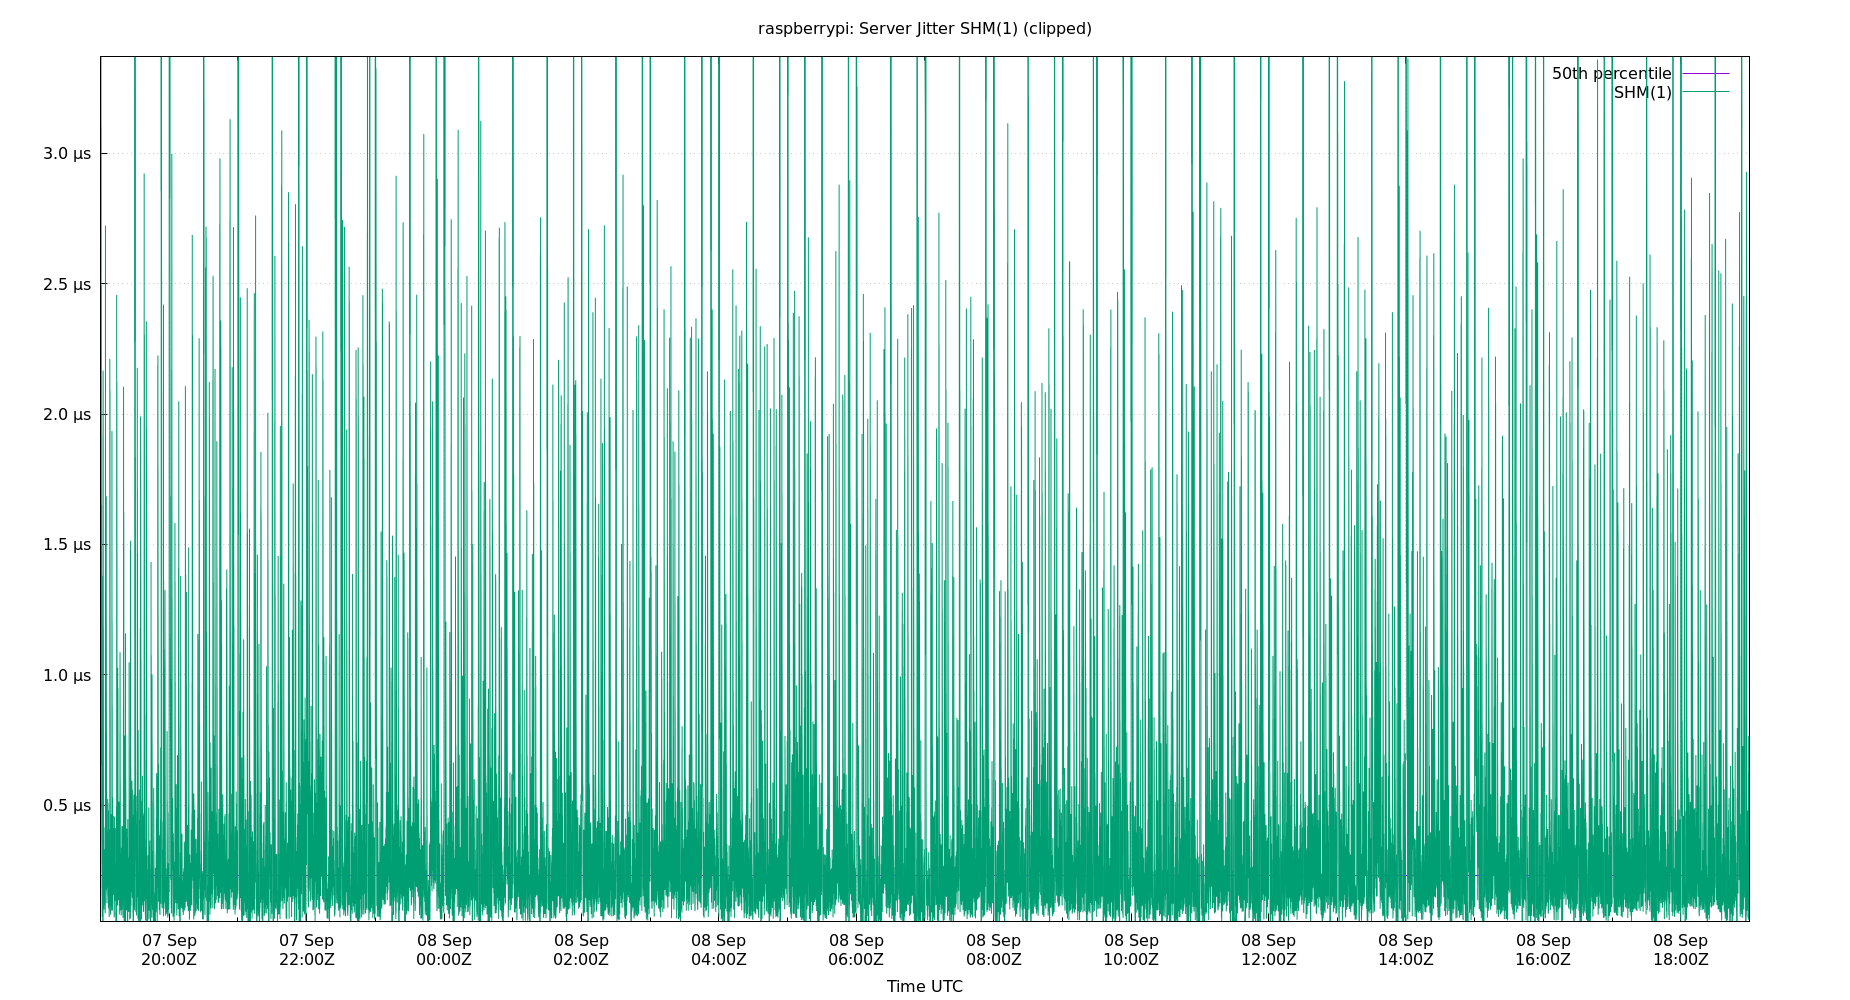 raspberrypi: Server Jitter SHM(1) (clipped)
50th percentile
SHM(1)
3.0 µs
2.5 µs
2.0 µs
1.5 µs
1.0 µs
0.5 µs
07 Sep 07 Sep 08 Sep 08 Sep 08 Sep 08 Sep 08 Sep 08 Sep 08 Sep 08 Sep 08 Sep 08 Sep
20:00Z 22:00Z 00:00Z 02:00Z 04:00Z 06:00Z 08:00Z 10:00Z 12:00Z 14:00Z 16:00Z 18:00Z
Time UTC